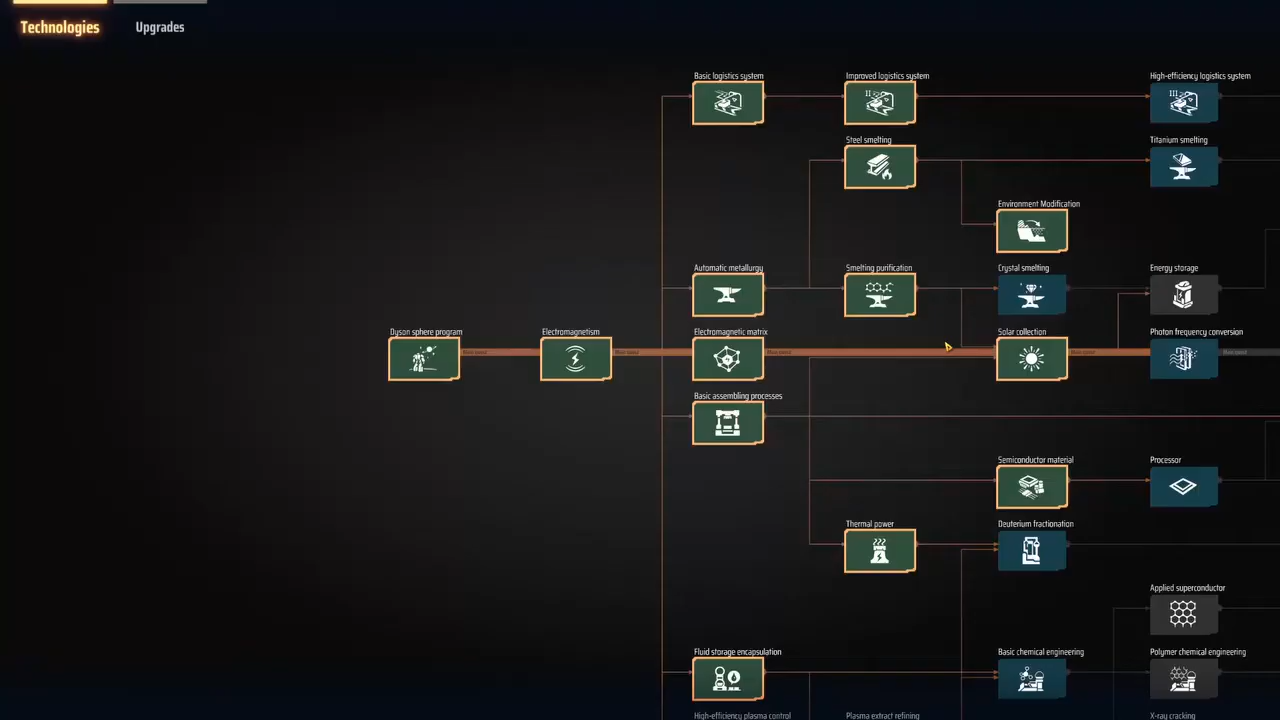 Technologies
Upgrades
Basic logistics system
Improved logistics system
High-efficiency logistics system
II
III
Steel smelting
Titanium smelting
Environment Modification
Automatic metallurgy
Smelting purification
Crystal smelting
Energy storage
Dyson sphere program
Electromagnetism
Electromagnetic matrix
Solar collection
Photon frequency conversion
Basic assembling processes
Semiconductor material
Processor
Thermal power
Deuterium fractionation
Applied superconductor
Fluid storage encapsulation
Basic chemical engineering
Polymer chemical engineering
High-efficiency plasma control
Plasma extract refining
X-ray cracking